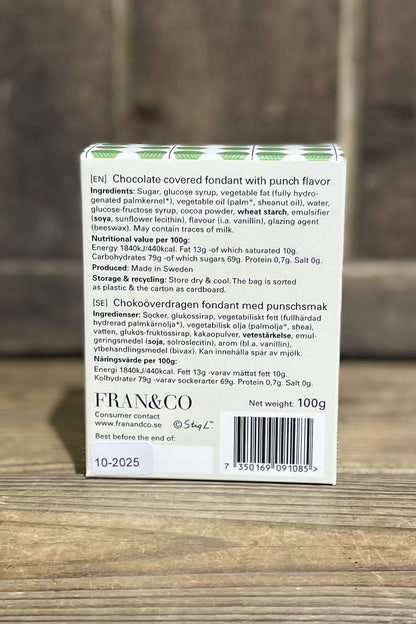 [EN] Chocolate covered fondant with punch flavor
Ingredients: Sugar, glucose syrup, vegetable fat (fully hydro-
genated palmkernel*), vegetable oil (palm*, sheanut oil), water,
glucose-fructose syrup, cocoa powder, wheat starch, emulsifier
(soya, sunflower lecithin), flavour (i.a. vanillin), glazing agent
(beeswax). May contain traces of milk.
Nutritional value per 100g:
Energy 1840kJ/440kcal. Fat 13g -of which saturated 10g.
Carbohydrates 79g -of which sugars 69g. Protein 0,7g. Salt 0g.
Produced: Made in Sweden
Storage & recycling: Store dry & cool. The bag is sorted
as plastic & the carton as cardboard.
[SE] Chokoöverdragen fondant med punschsmak
Ingredienser: Socker, glukossirap, vegetabiliskt fett (fullhärdad
hydrerad palmkärnolja*), vegetabilisk olja (palmolja*, shea),
vatten, glukos-fruktossirap, kakaopulver, vetestärkelse, emul-
geringsmedel (soja, solroslecitin), arom (bl.a. vanillin),
ytbehandlingsmedel (bivax). Kan innehålla spår av mjölk.
Näringsvärde per 100g:
Energi 1840kJ/440kcal. Fett 13g -varav mättat fett 10g.
Kolhydrater 79g -varav sockerarter 69g. Protein 0,7g. Salt 0g.
FRAN&CO
Net weight: 100g
Consumer contact
www.franandco.se
© Stig L™
Best before the end of:
10-2025
7 350169 091085 >